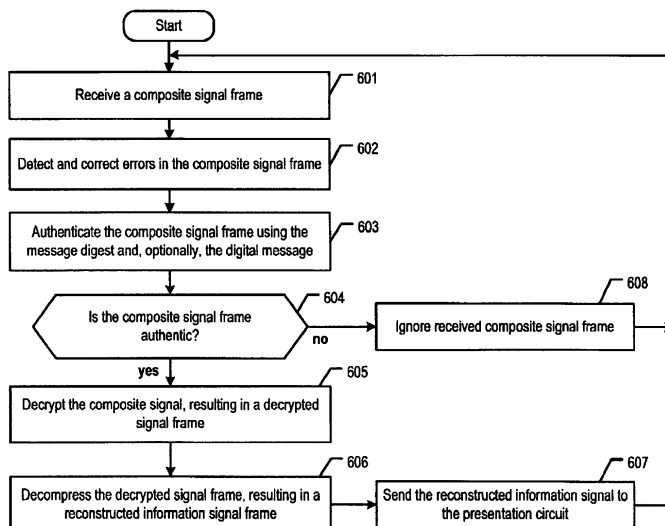 Start
601
Receive a composite signal frame
602
Detect and correct errors in the composite signal frame
603
Authenticate the composite signal frame using the
message digest and, optionally, the digital message
604
Is the composite signal frame
authentic?
no
yes
608
Ignore received composite signal frame
605
Decrypt the composite signal, resulting in a decrypted
signal frame
606
Decompress the decrypted signal frame, resulting in a
reconstructed information signal frame
607
Send the reconstructed information signal to
the presentation circuit